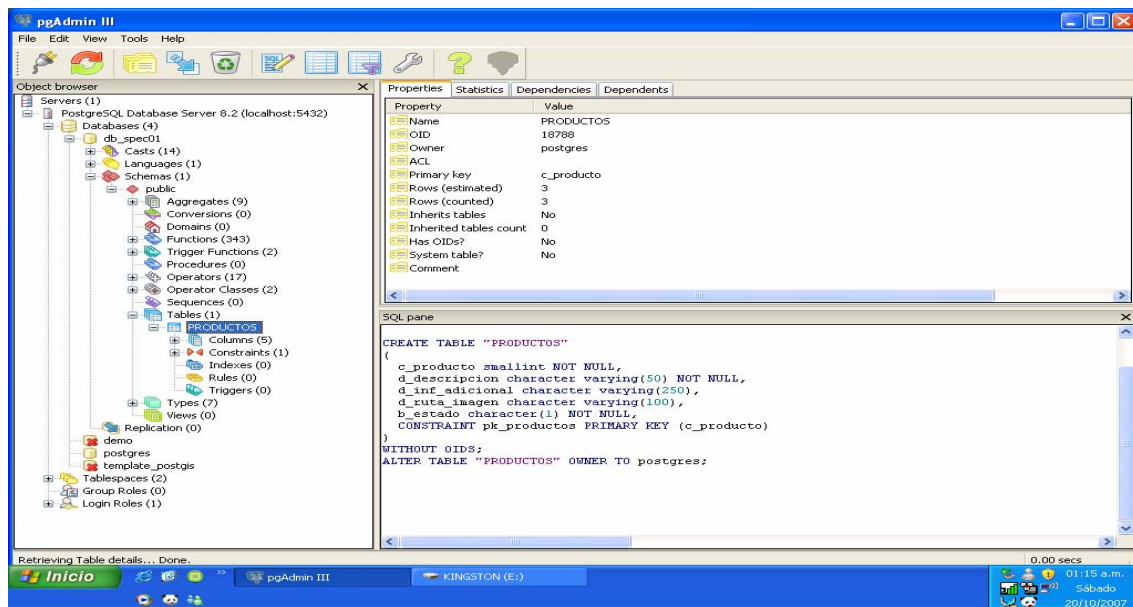 pgAdmin III
File Edit View Tools Help
SQL
Object browser
Servers (1)
PostgreSQL Database Server 8.2 (localhost:5432)
Databases (4)
db_spec01
Casts (14)
Languages (1)
Schemas (1)
public
Aggregates (9)
Conversions (0)
Domains (0)
Functions (343)
Trigger Functions (2)
Procedures (0)
Operators (17)
Operator Classes (2)
Sequences (0)
Tables (1)
PRODUCTOS
Columns (5)
Constraints (1)
Indexes (0)
Rules (0)
Triggers (0)
Types (7)
Views (0)
Replication (0)
demo
postgres
template_postgis
Tablespaces (2)
Group Roles (0)
Login Roles (1)
Properties Statistics Dependencies Dependents
Property Value
Name PRODUCTOS
OID 18788
Owner postgres
ACL
Primary key c_producto
Rows (estimated) 3
Rows (counted) 3
Inherits tables No
Inherited tables count 0
Has OIDs? No
System table? No
Comment
SQL pane
CREATE TABLE "PRODUCTOS"
(
c_producto smallint NOT NULL,
d_descripcion character varying(50) NOT NULL,
d_inf_adicional character varying(250),
d_ruta_imagen character varying(100),
b_estado character(1) NOT NULL,
CONSTRAINT pk_productos PRIMARY KEY (c_producto)
)
WITHOUT OIDS;
ALTER TABLE "PRODUCTOS" OWNER TO postgres;
Retrieving Table details... Done. 0.00 secs
Inicio pgAdmin III KINGSTON (E:) 01:15 a.m.
Sábado
20/10/2007